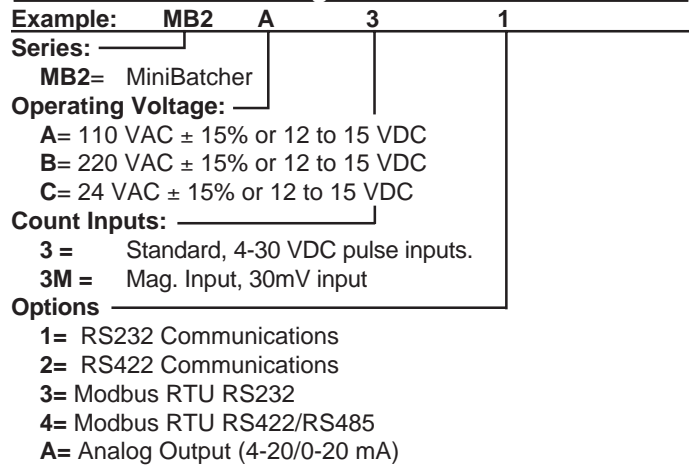 Example: MB2 A 3 1
Series:
MB2= MiniBatcher
Operating Voltage:
A= 110 VAC ± 15% or 12 to 15 VDC
B= 220 VAC ± 15% or 12 to 15 VDC
C= 24 VAC ± 15% or 12 to 15 VDC
Count Inputs:
3 = Standard, 4-30 VDC pulse inputs.
3M = Mag. Input, 30mV input
Options
1= RS232 Communications
2= RS422 Communications
3= Modbus RTU RS232
4= Modbus RTU RS422/RS485
A= Analog Output (4-20/0-20 mA)